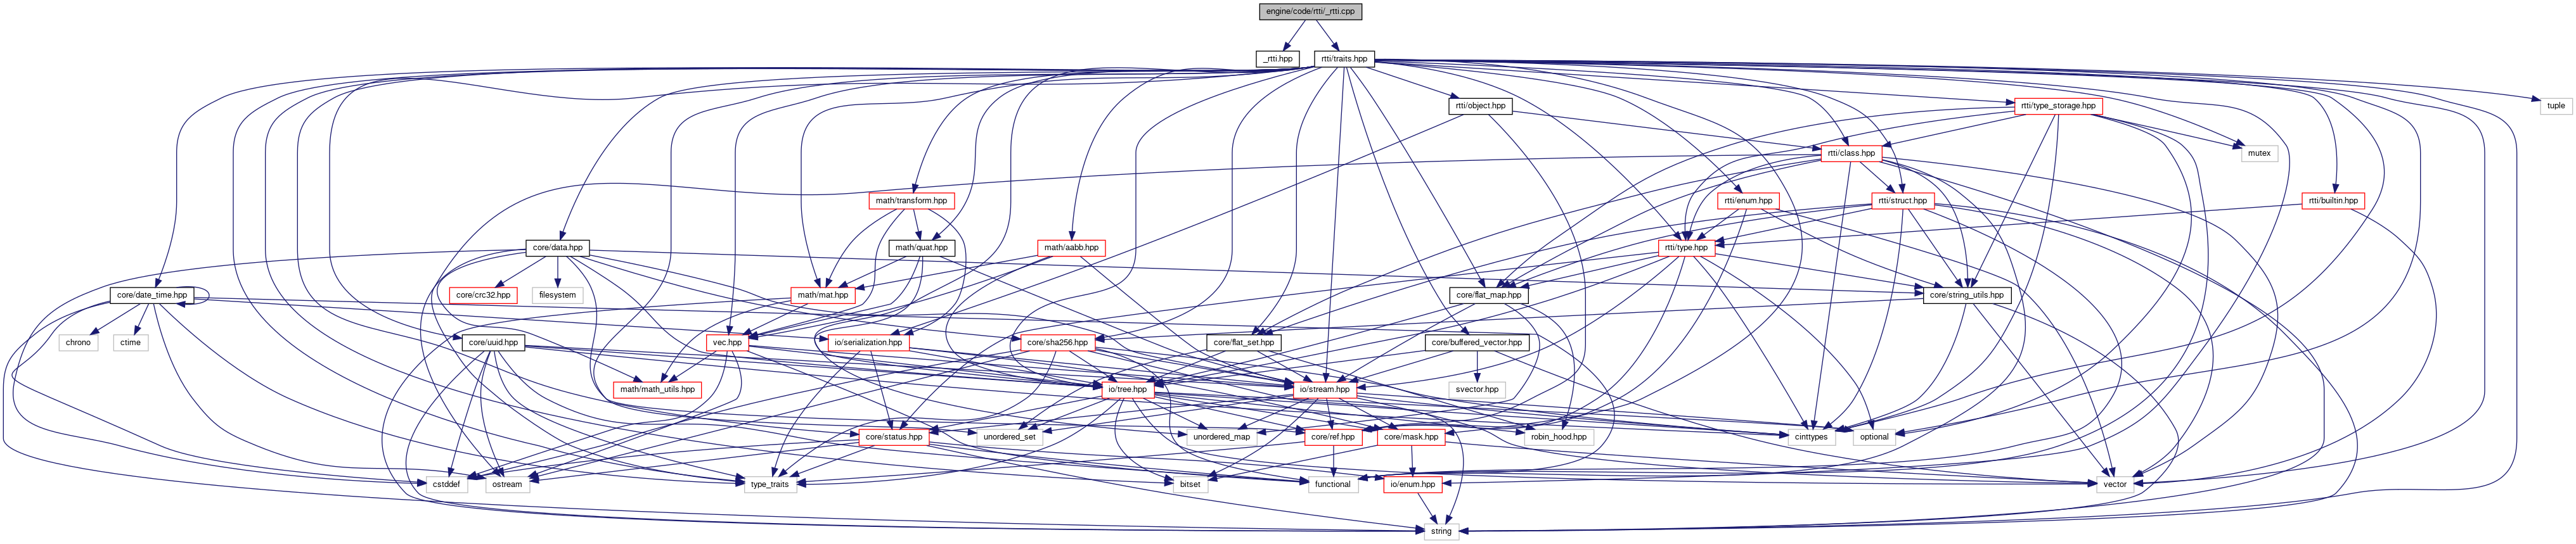 engine/code/rtti/_rtti.cpp
_rtti.hpp
rtti/traits.hpp
rtti/object.hpp
rtti/type_storage.hpp
tuple
rtti/class.hpp
mutex
math/transform.hpp
rtti/enum.hpp
rtti/struct.hpp
rtti/builtin.hpp
core/data.hpp
math/quat.hpp
math/aabb.hpp
rtti/type.hpp
core/date_time.hpp
core/crc32.hpp
filesystem
math/mat.hpp
core/flat_map.hpp
core/string_utils.hpp
chrono
ctime
core/uuid.hpp
vec.hpp
io/serialization.hpp
core/sha256.hpp
core/flat_set.hpp
core/buffered_vector.hpp
math/math_utils.hpp
io/tree.hpp
io/stream.hpp
svector.hpp
core/status.hpp
unordered_set
unordered_map
core/ref.hpp
core/mask.hpp
robin_hood.hpp
cinttypes
optional
cstddef
ostream
type_traits
bitset
functional
io/enum.hpp
vector
string